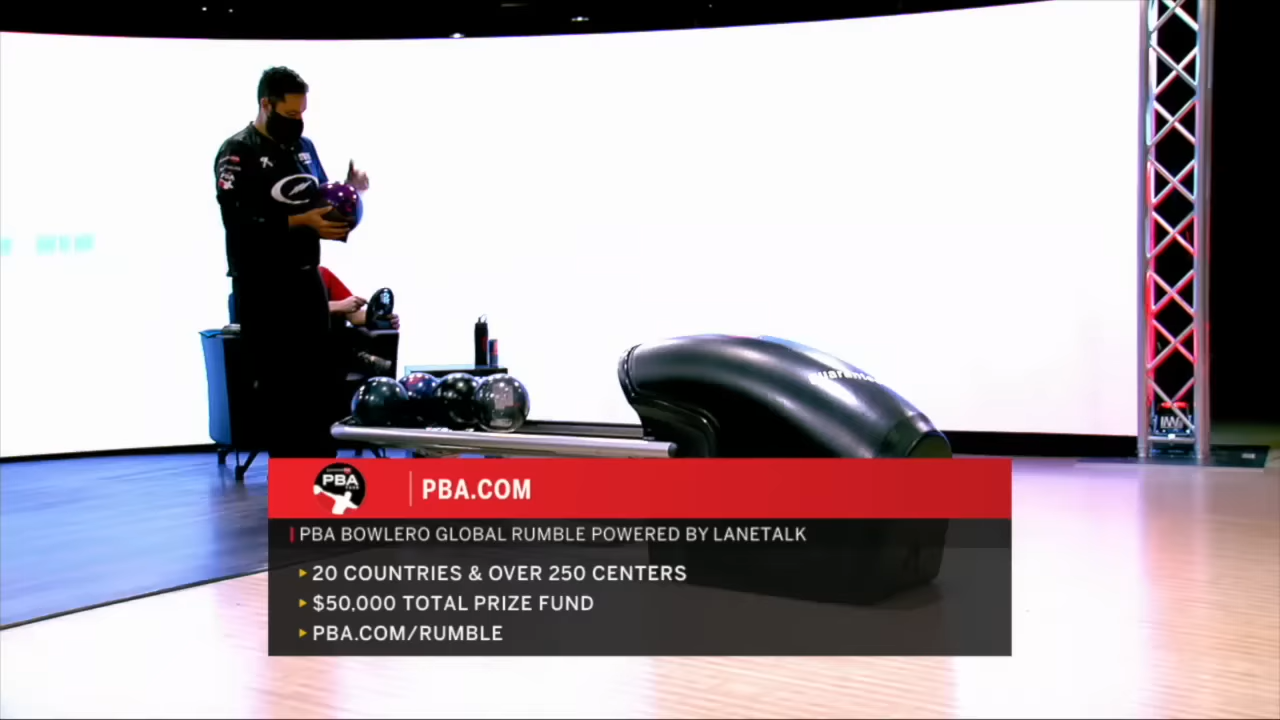 PBA
PBA.COM
PBA BOWLERO GLOBAL RUMBLE POWERED BY LANETALK
20 COUNTRIES & OVER 250 CENTERS
$50,000 TOTAL PRIZE FUND
PBA.COM/RUMBLE